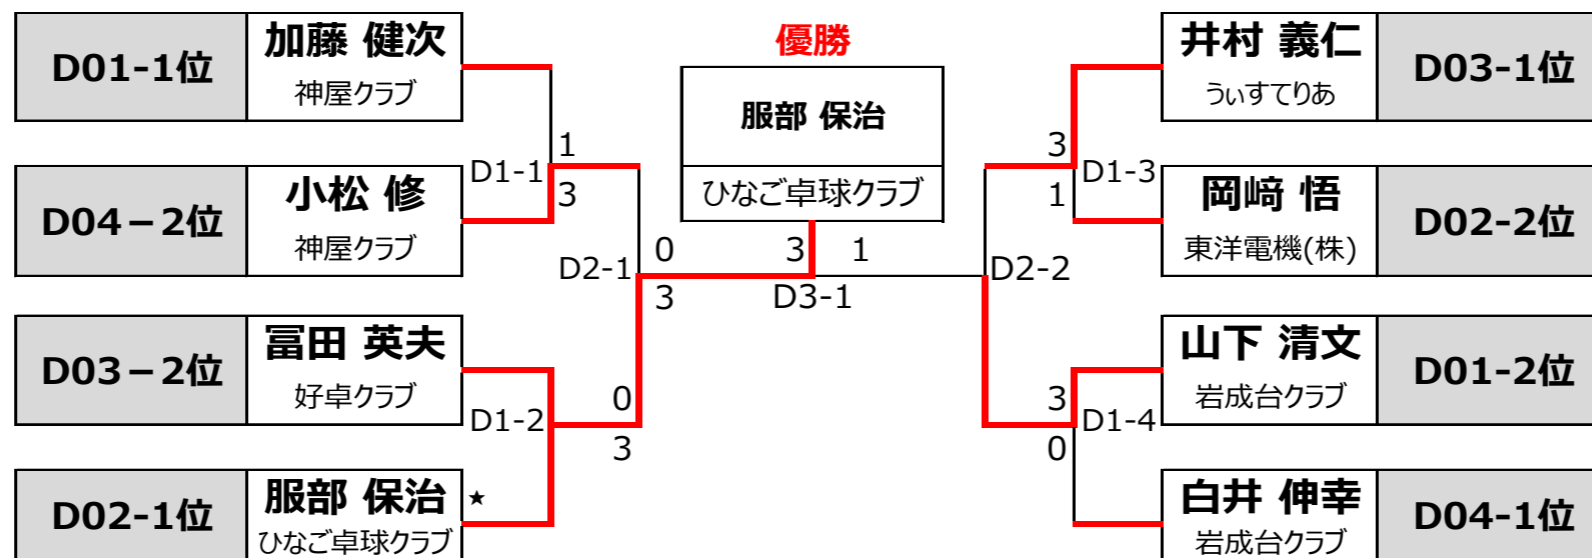 D01-1位
加藤 健次
神屋クラブ
D04－2位
小松 修
神屋クラブ
D03－2位
冨田 英夫
好卓クラブ
D02-1位
服部 保治
ひなご卓球クラブ
★
D1-1
1
3
D1-2
0
3
D2-1
0
3
優勝
服部 保治
ひなご卓球クラブ
3
1
D3-1
D2-2
3
1
D1-3
3
0
D1-4
井村 義仁
うぃすてりあ
D03-1位
岡﨑 悟
東洋電機(株)
D02-2位
山下 清文
岩成台クラブ
D01-2位
白井 伸幸
岩成台クラブ
D04-1位